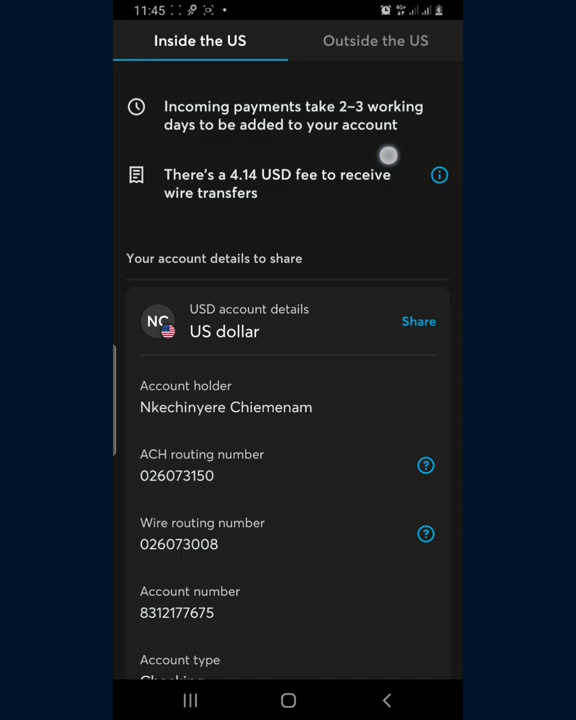 11:45
Inside the US
Outside the US
Incoming payments take 2–3 working
days to be added to your account
There's a 4.14 USD fee to receive
wire transfers
Your account details to share
NC
USD account details
US dollar
Share
Account holder
Nkechinyere Chiemenam
ACH routing number
026073150
Wire routing number
026073008
Account number
8312177675
Account type
Checking